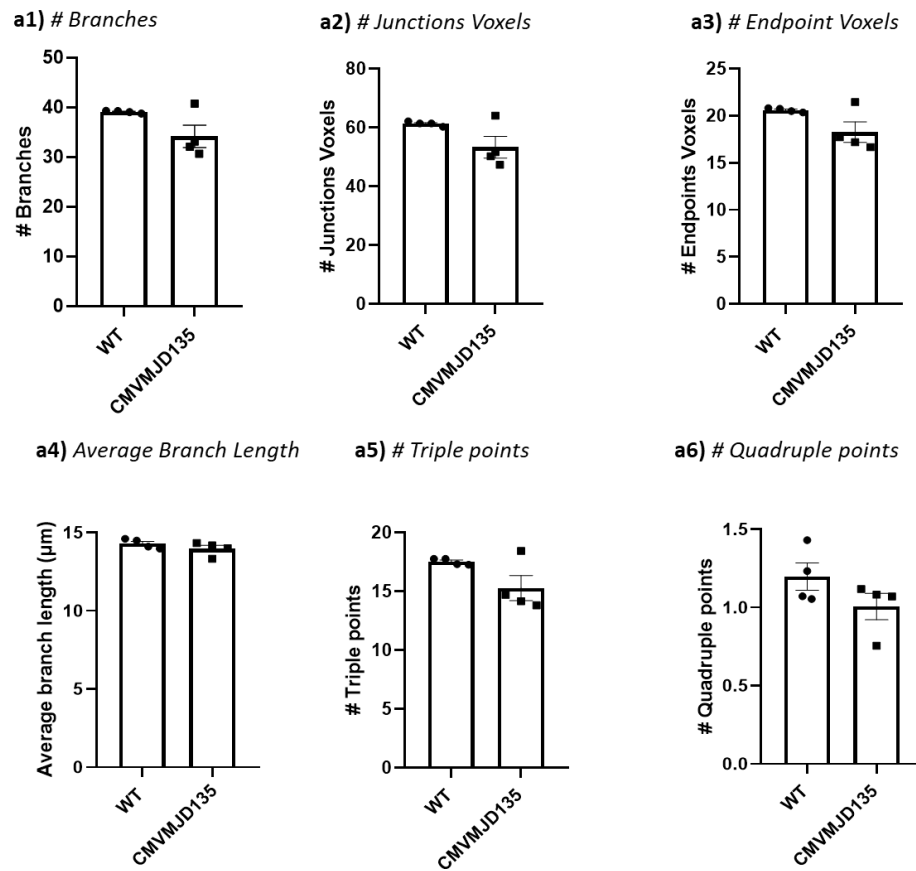 a1) # Branches
a2) # Junctions Voxels
a3) # Endpoint Voxels
# Branches
50
40
30
20
10
0
WT
CMVMJD135
# Junctions Voxels
80
60
40
20
0
WT
CMVMJD135
# Endpoints Voxels
25
20
15
10
5
0
WT
CMVMJD135
a4) Average Branch Length
a5) # Triple points
a6) # Quadruple points
Average branch length (µm)
15
10
5
0
WT
CMVMJD135
# Triple points
20
15
10
5
0
WT
CMVMJD135
# Quadruple points
1.5
1.0
0.5
0.0
WT
CMVMJD135